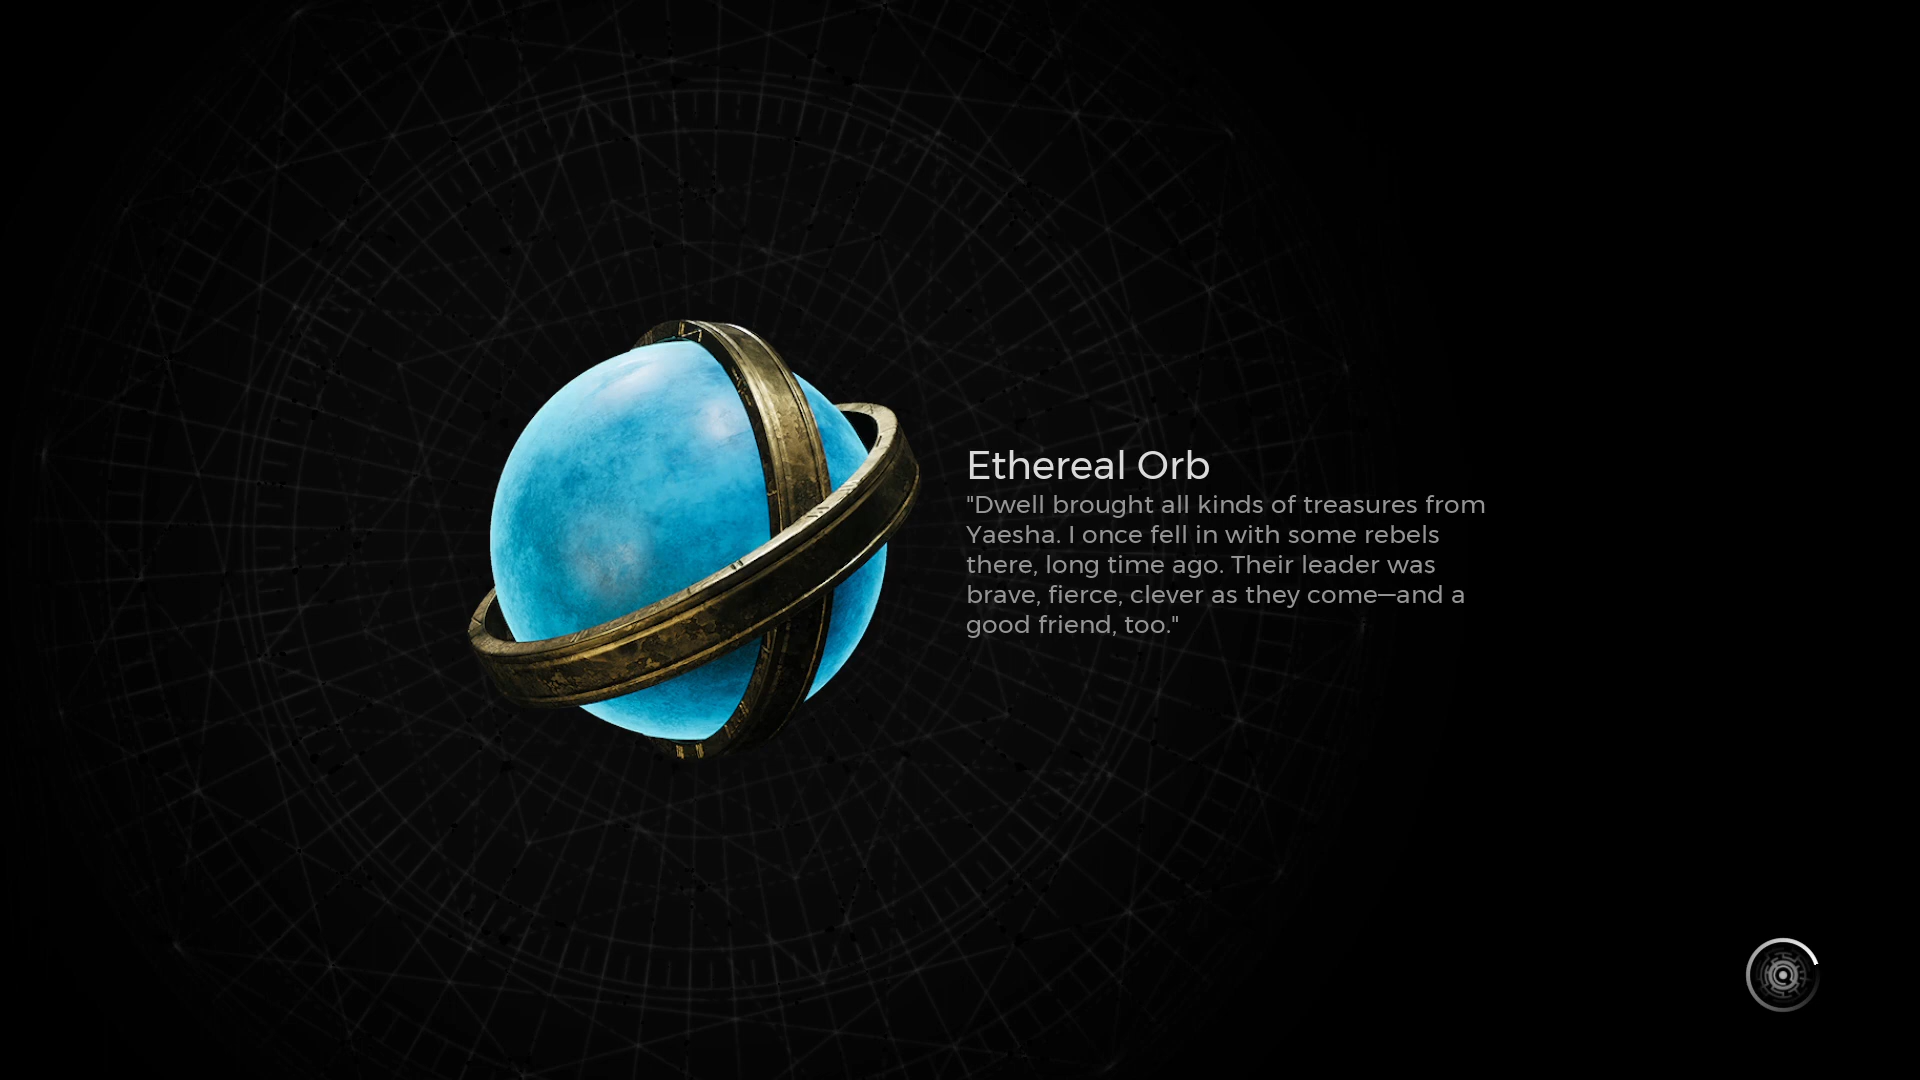 Ethereal Orb
"Dwell brought all kinds of treasures from
Yaesha. I once fell in with some rebels
there, long time ago. Their leader was
brave, fierce, clever as they come—and a
good friend, too."